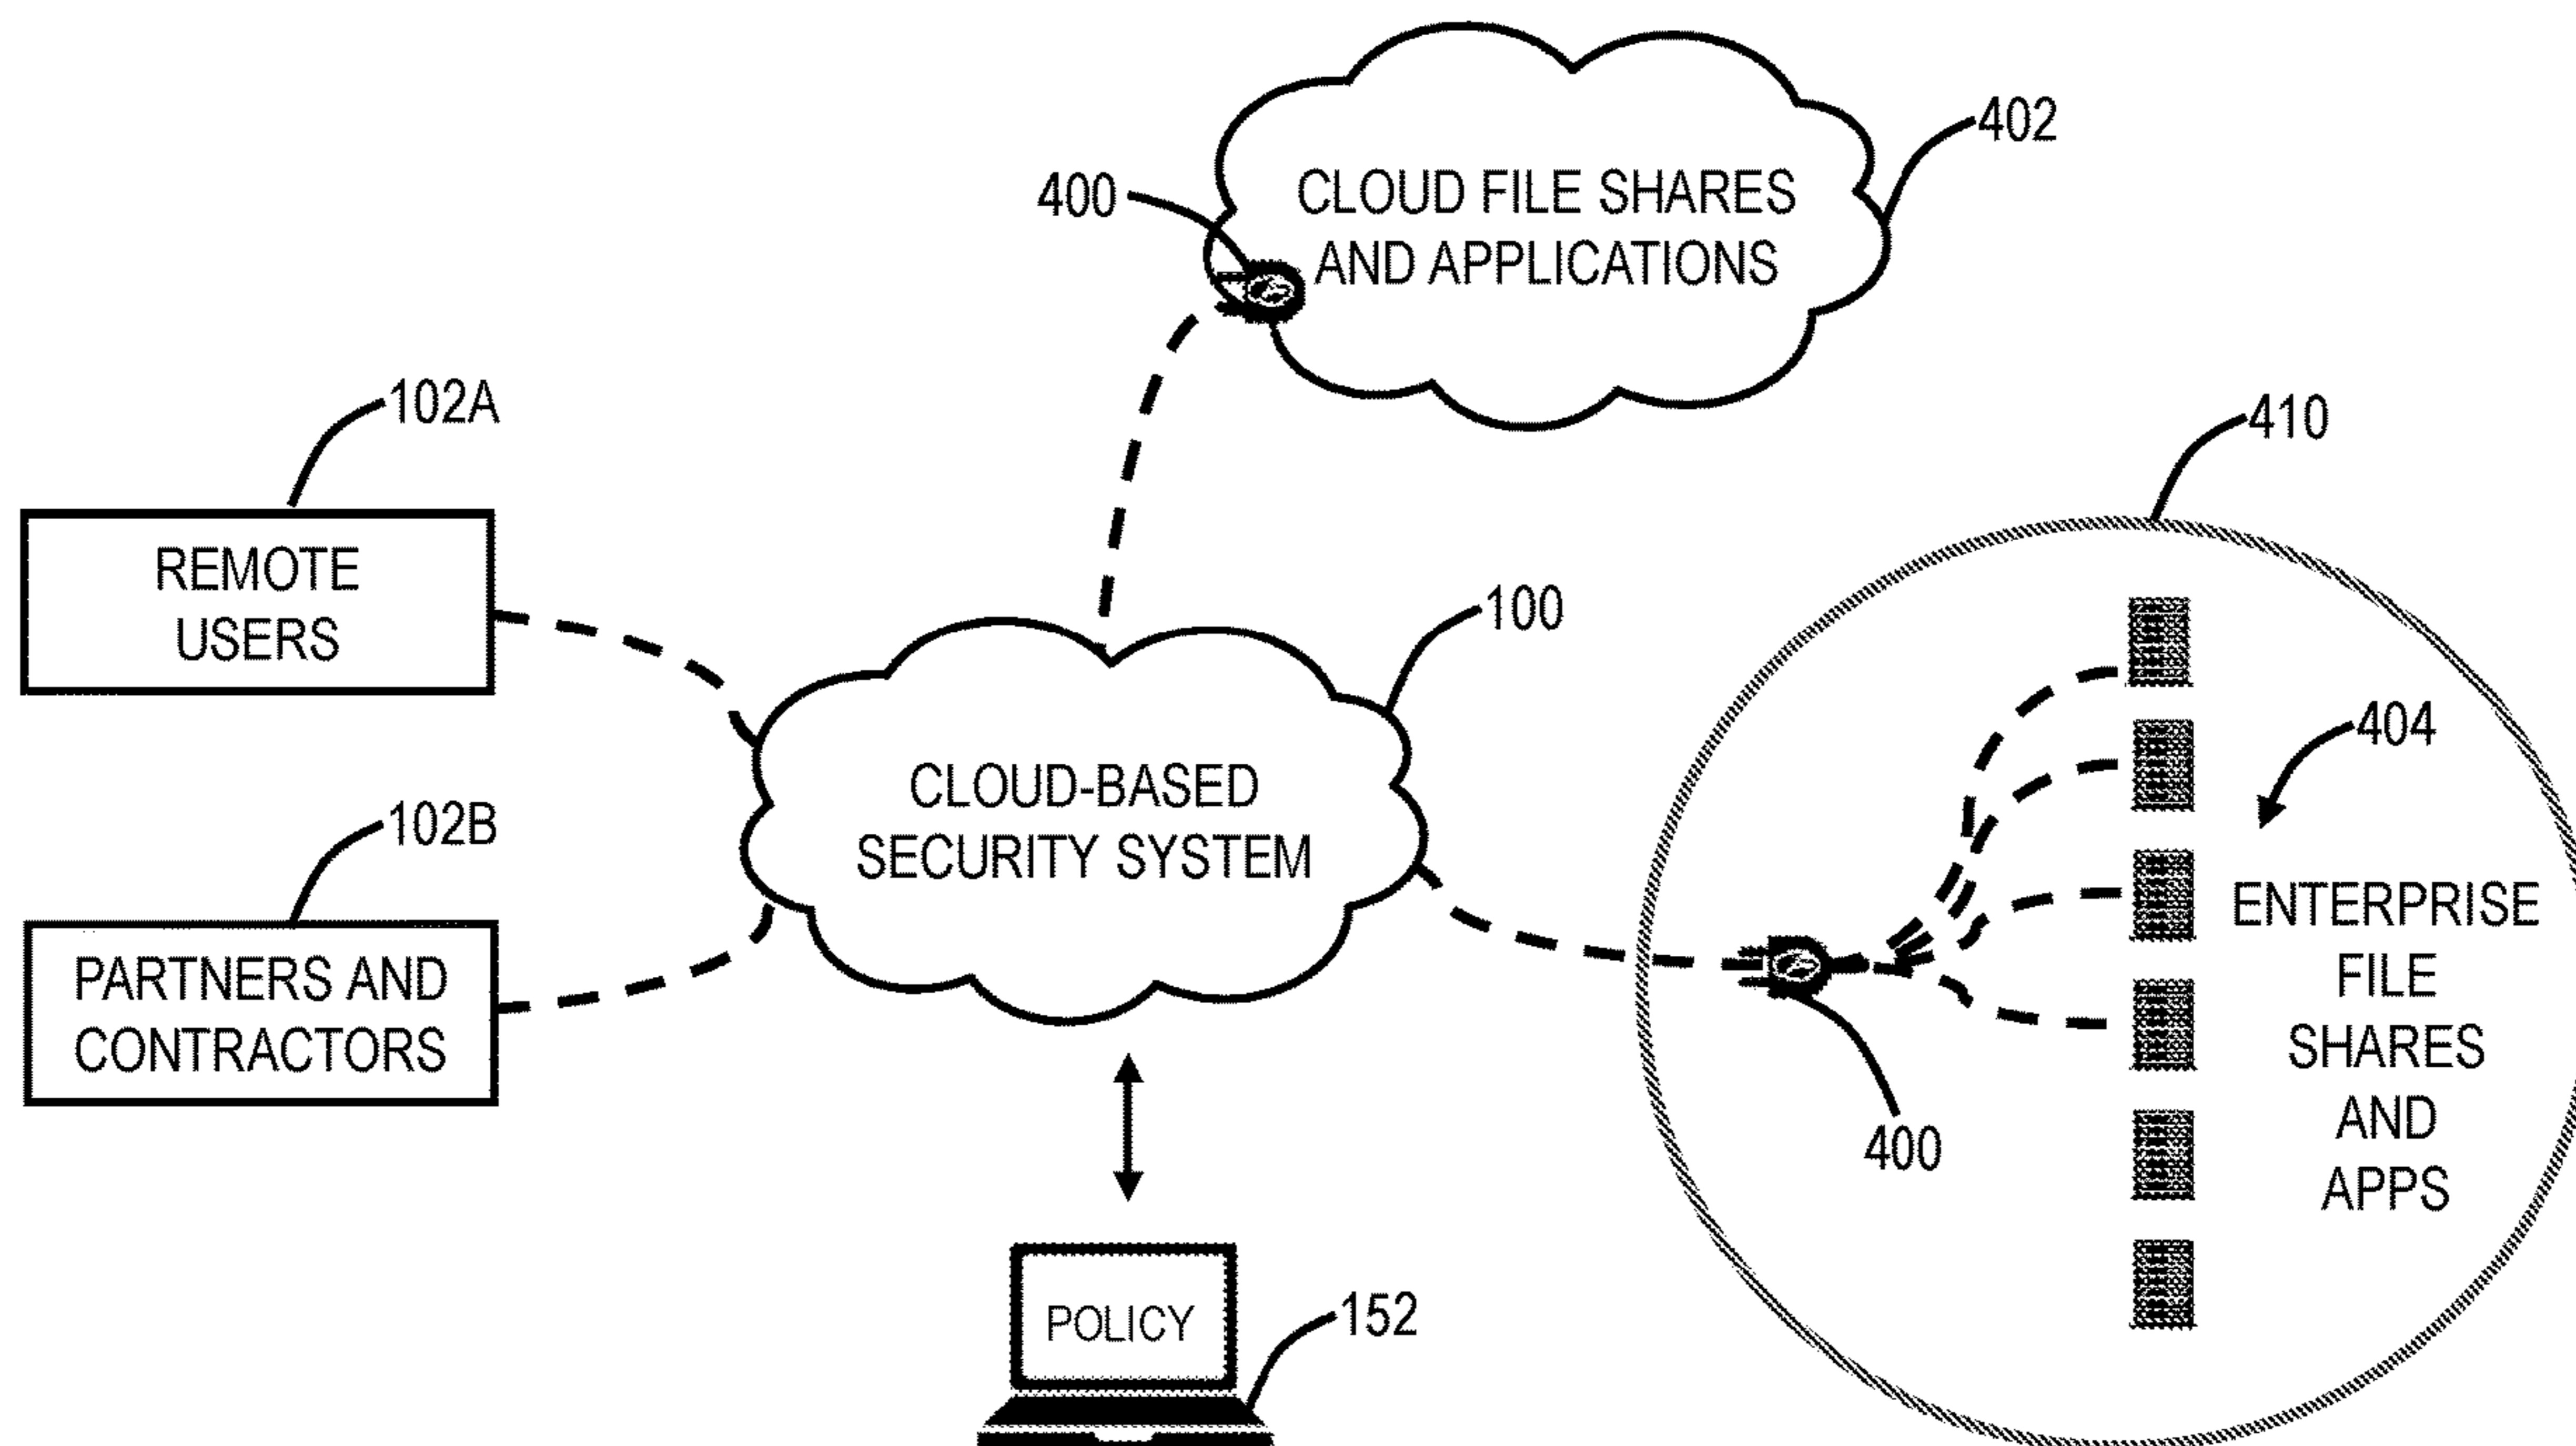 402
400
CLOUD FILE SHARES
AND APPLICATIONS
102A
410
REMOTE
USERS
100
404
CLOUD-BASED
SECURITY SYSTEM
102B
PARTNERS AND
CONTRACTORS
ENTERPRISE
FILE
SHARES
AND
APPS
400
POLICY
152